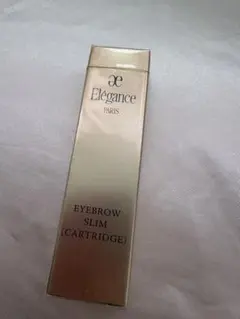 æ
Elégance
PARIS
EYEBROW
SLIM
(CARTRIDGE)